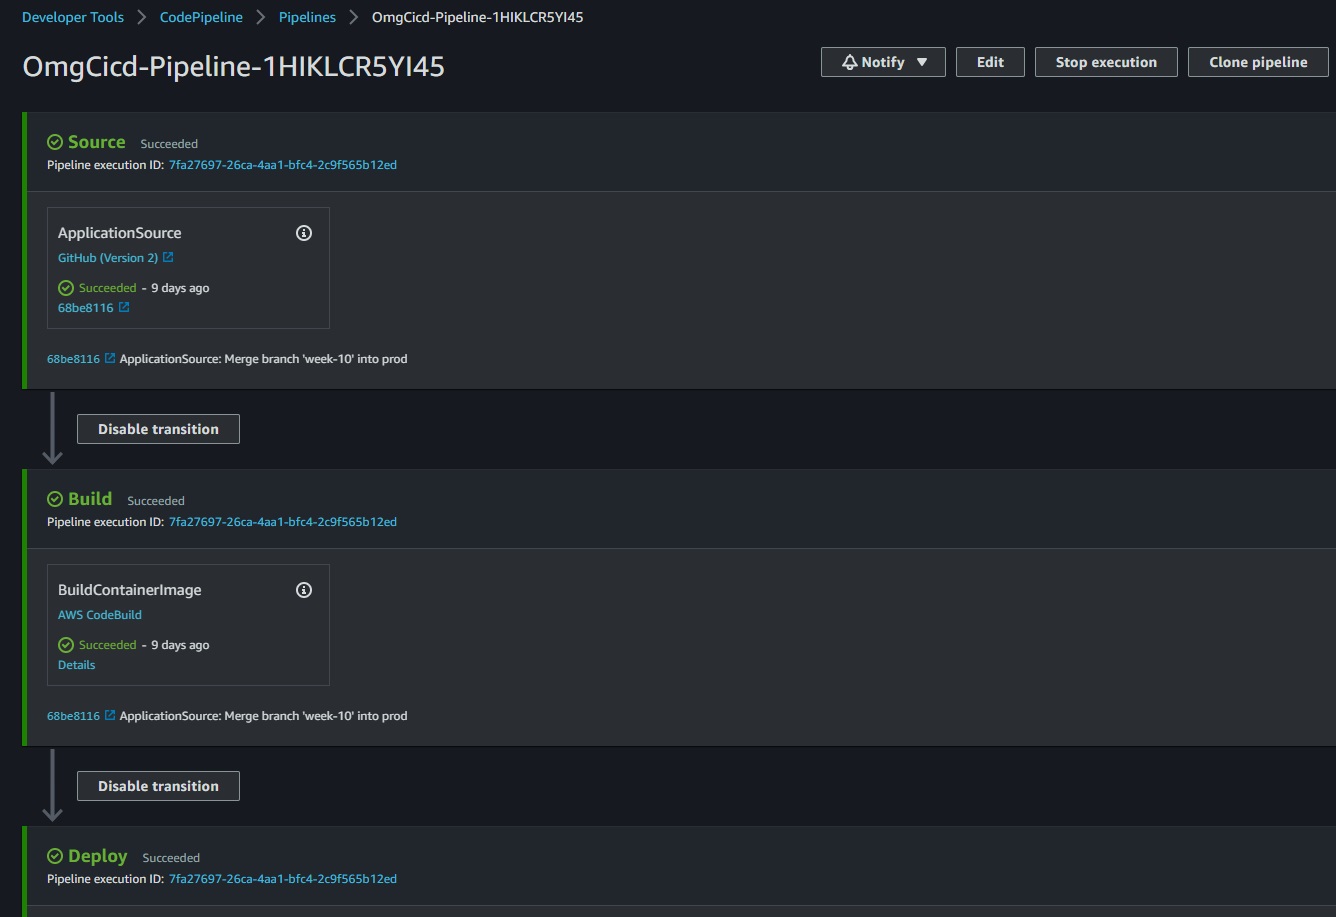 Developer Tools > CodePipeline > Pipelines > OmgCicd-Pipeline-1HIKLCR5YI45
OmgCicd-Pipeline-1HIKLCR5YI45
Notify Edit Stop execution Clone pipeline
Source Succeeded
Pipeline execution ID: 7fa27697-26ca-4aa1-bfc4-2c9f565b12ed
ApplicationSource
GitHub (Version 2)
Succeeded - 9 days ago
68be8116
68be8116 ApplicationSource: Merge branch 'week-10' into prod
Disable transition
Build Succeeded
Pipeline execution ID: 7fa27697-26ca-4aa1-bfc4-2c9f565b12ed
BuildContainerImage
AWS CodeBuild
Succeeded - 9 days ago
Details
68be8116 ApplicationSource: Merge branch 'week-10' into prod
Disable transition
Deploy Succeeded
Pipeline execution ID: 7fa27697-26ca-4aa1-bfc4-2c9f565b12ed